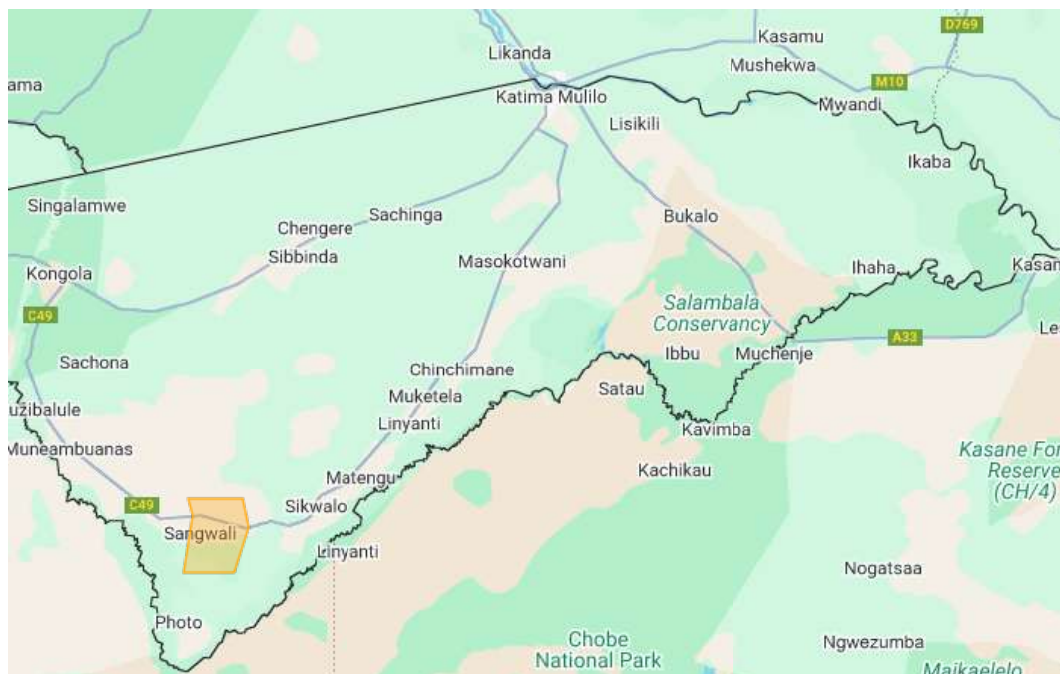 D769
Kasamu
Likanda
Mushekwa
M10
ama
Katima Mulilo
Mwandi
Lisikili
Ikaba
Singalamwe
Sachinga
Bukalo
Chengere
Sibbinda
Masokotwani
Ihaha
Kasan
Kongola
Salambala
Conservancy
C49
A33
Le
Ibbu
Muchenje
Sachona
Chinchimane
Satau
Muketela
užibalule
Linyanti
Kavimba
Muneambuanas
Kachikau
Kasane For
Reserve
(CH/4)
Matengu
C49
Sikwalo
Sangwali
Linyanti
Nogatsaa
Photo
Chobe
National Park
Ngwezumba
Maikaelelo